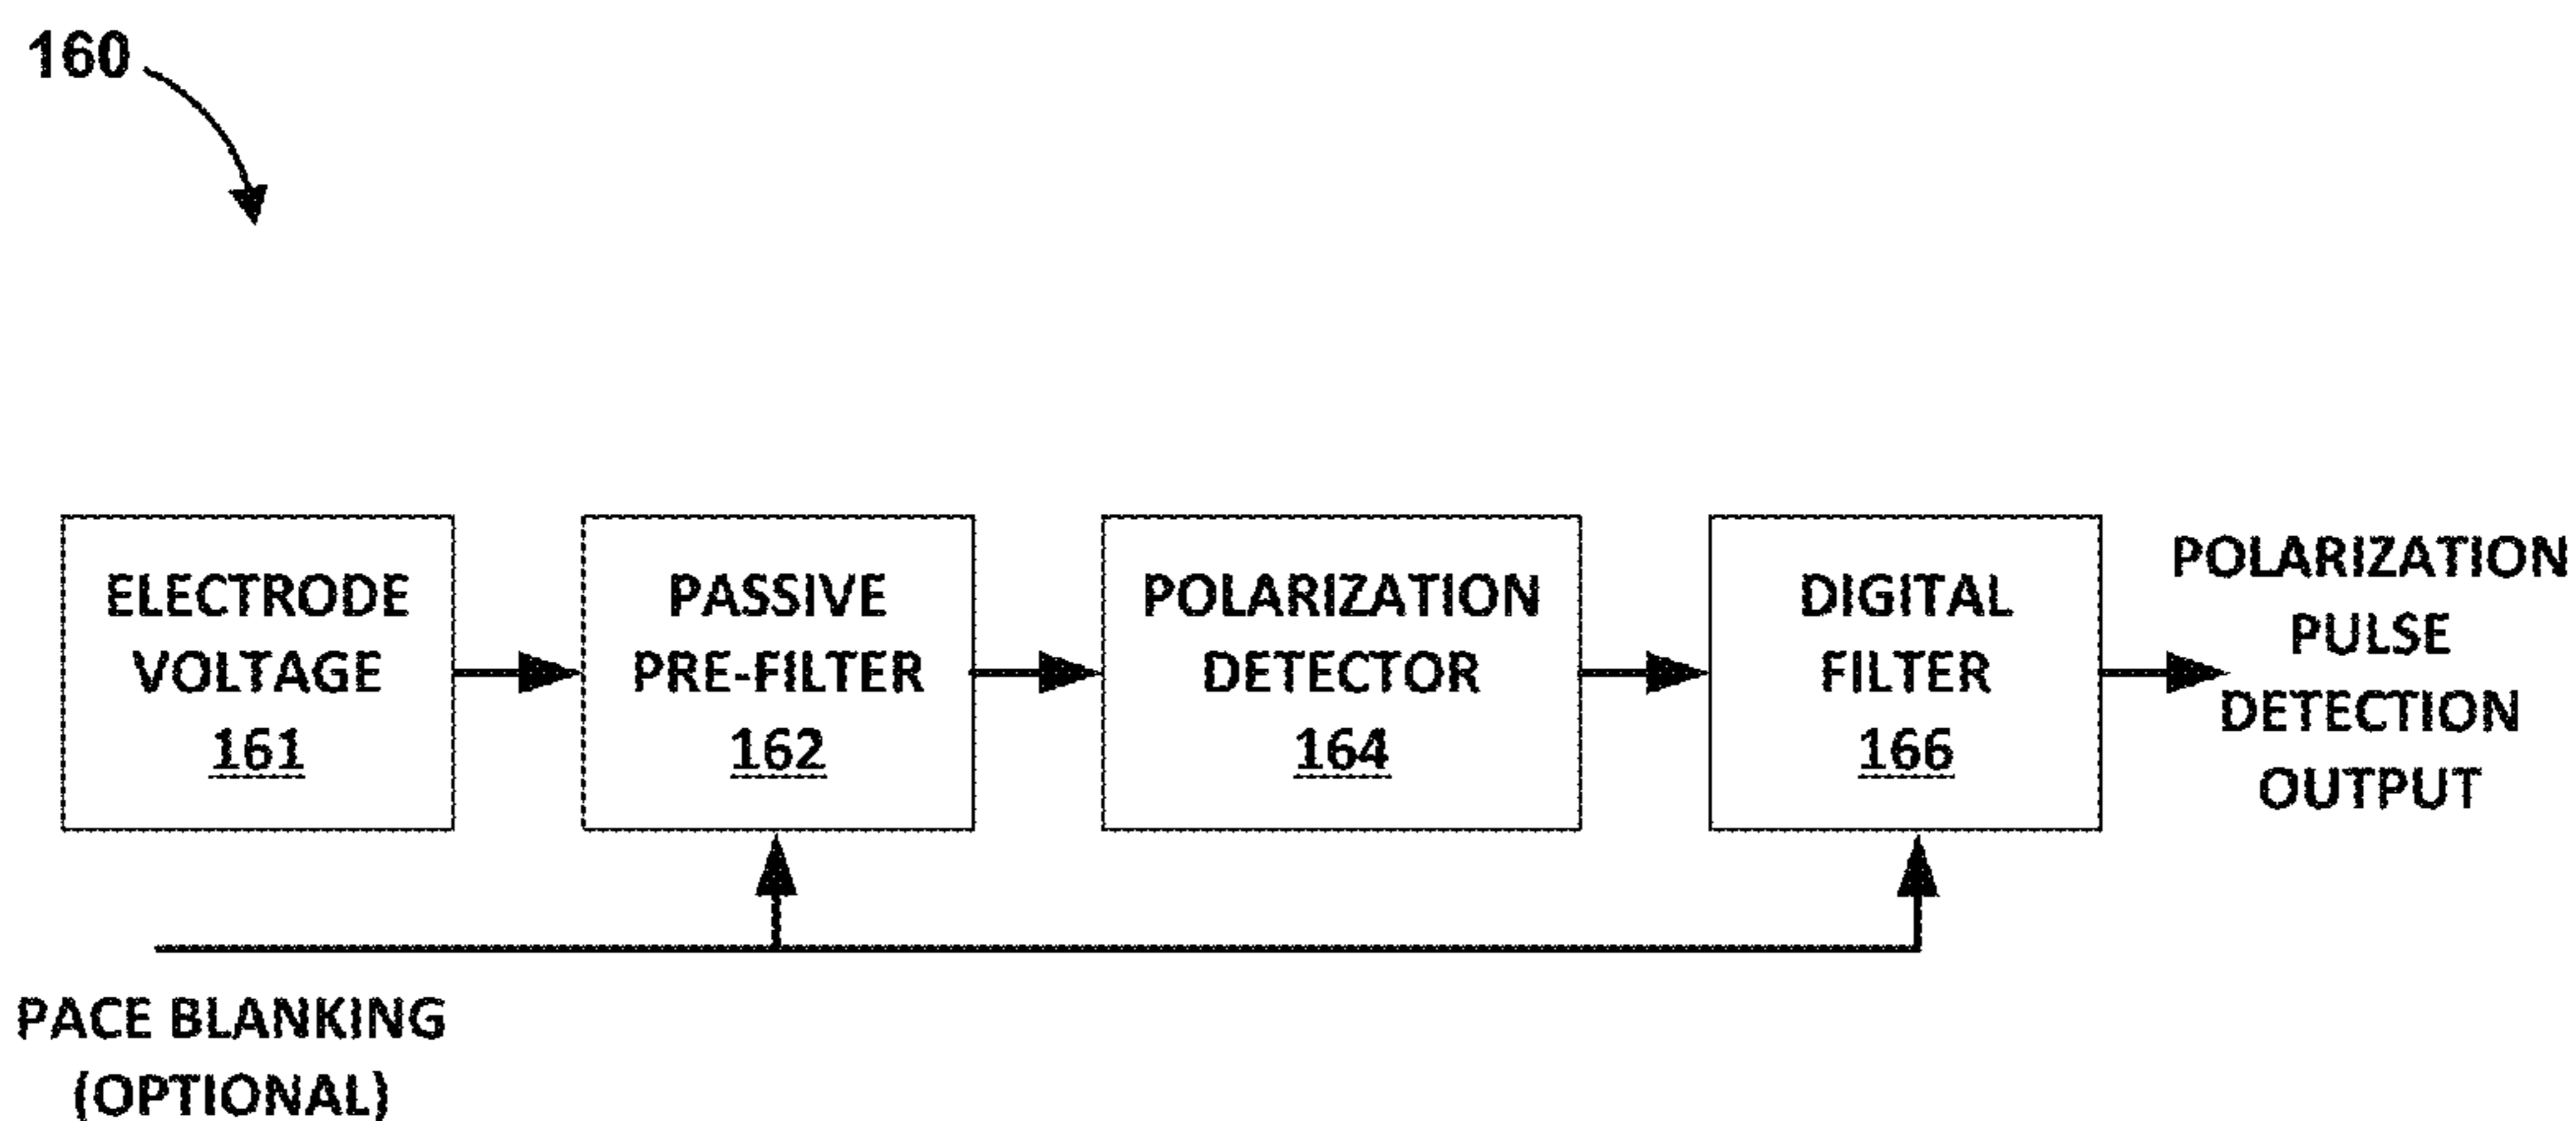 160
ELECTRODE
VOLTAGE
161
PASSIVE
PRE-FILTER
162
POLARIZATION
DETECTOR
164
DIGITAL
FILTER
166
POLARIZATION
PULSE
DETECTION
OUTPUT
PACE BLANKING
(OPTIONAL)